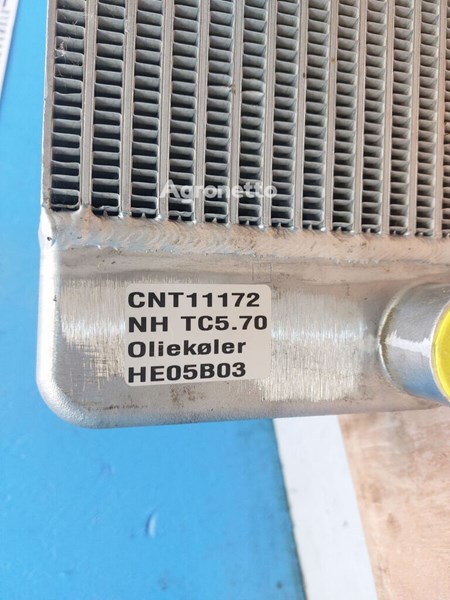 Agronetto
CNT11172
NH TC5.70
Oliekøler
HE05B03